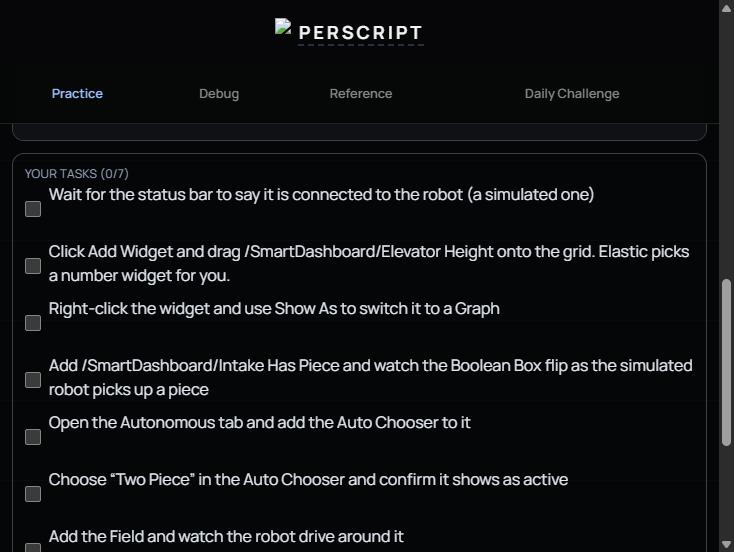 PERSCRIPT
Practice
Debug
Reference
Daily Challenge
YOUR TASKS (0/7)
Wait for the status bar to say it is connected to the robot (a simulated one)
Click Add Widget and drag /SmartDashboard/Elevator Height onto the grid. Elastic picks
a number widget for you.
Right-click the widget and use Show As to switch it to a Graph
Add /SmartDashboard/Intake Has Piece and watch the Boolean Box flip as the simulated
robot picks up a piece
Open the Autonomous tab and add the Auto Chooser to it
Choose “Two Piece” in the Auto Chooser and confirm it shows as active
Add the Field and watch the robot drive around it